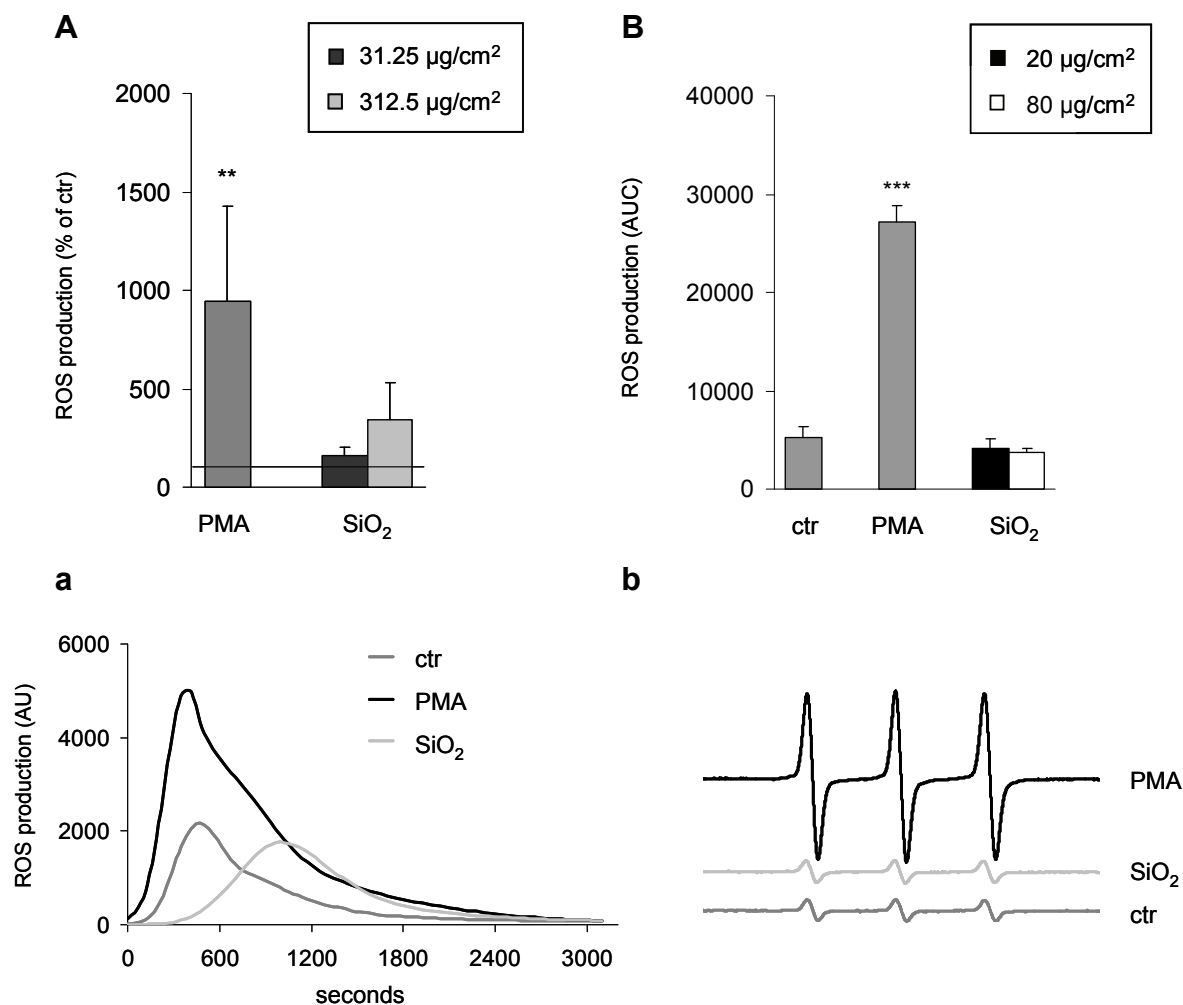 A
31.25 µg/cm²
312.5 µg/cm²
2000
1500
1000
500
0
ROS production (% of ctr)
**
PMA
SiO₂
B
20 µg/cm²
80 µg/cm²
40000
30000
20000
10000
0
ROS production (AUC)
***
ctr
PMA
SiO₂
a
6000
4000
2000
0
ROS production (AU)
ctr
PMA
SiO₂
0 600 1200 1800 2400 3000
seconds
b
PMA
SiO₂
ctr